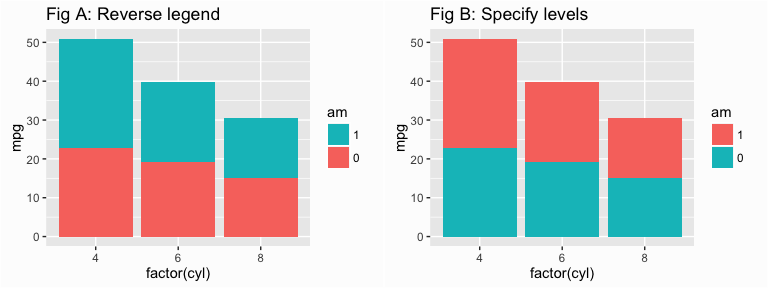 Fig A: Reverse legend
50
40
30
20
10
0
mpg
4 6 8
factor(cyl)
am
1
0
Fig B: Specify levels
50
40
30
20
10
0
mpg
4 6 8
factor(cyl)
am
1
0